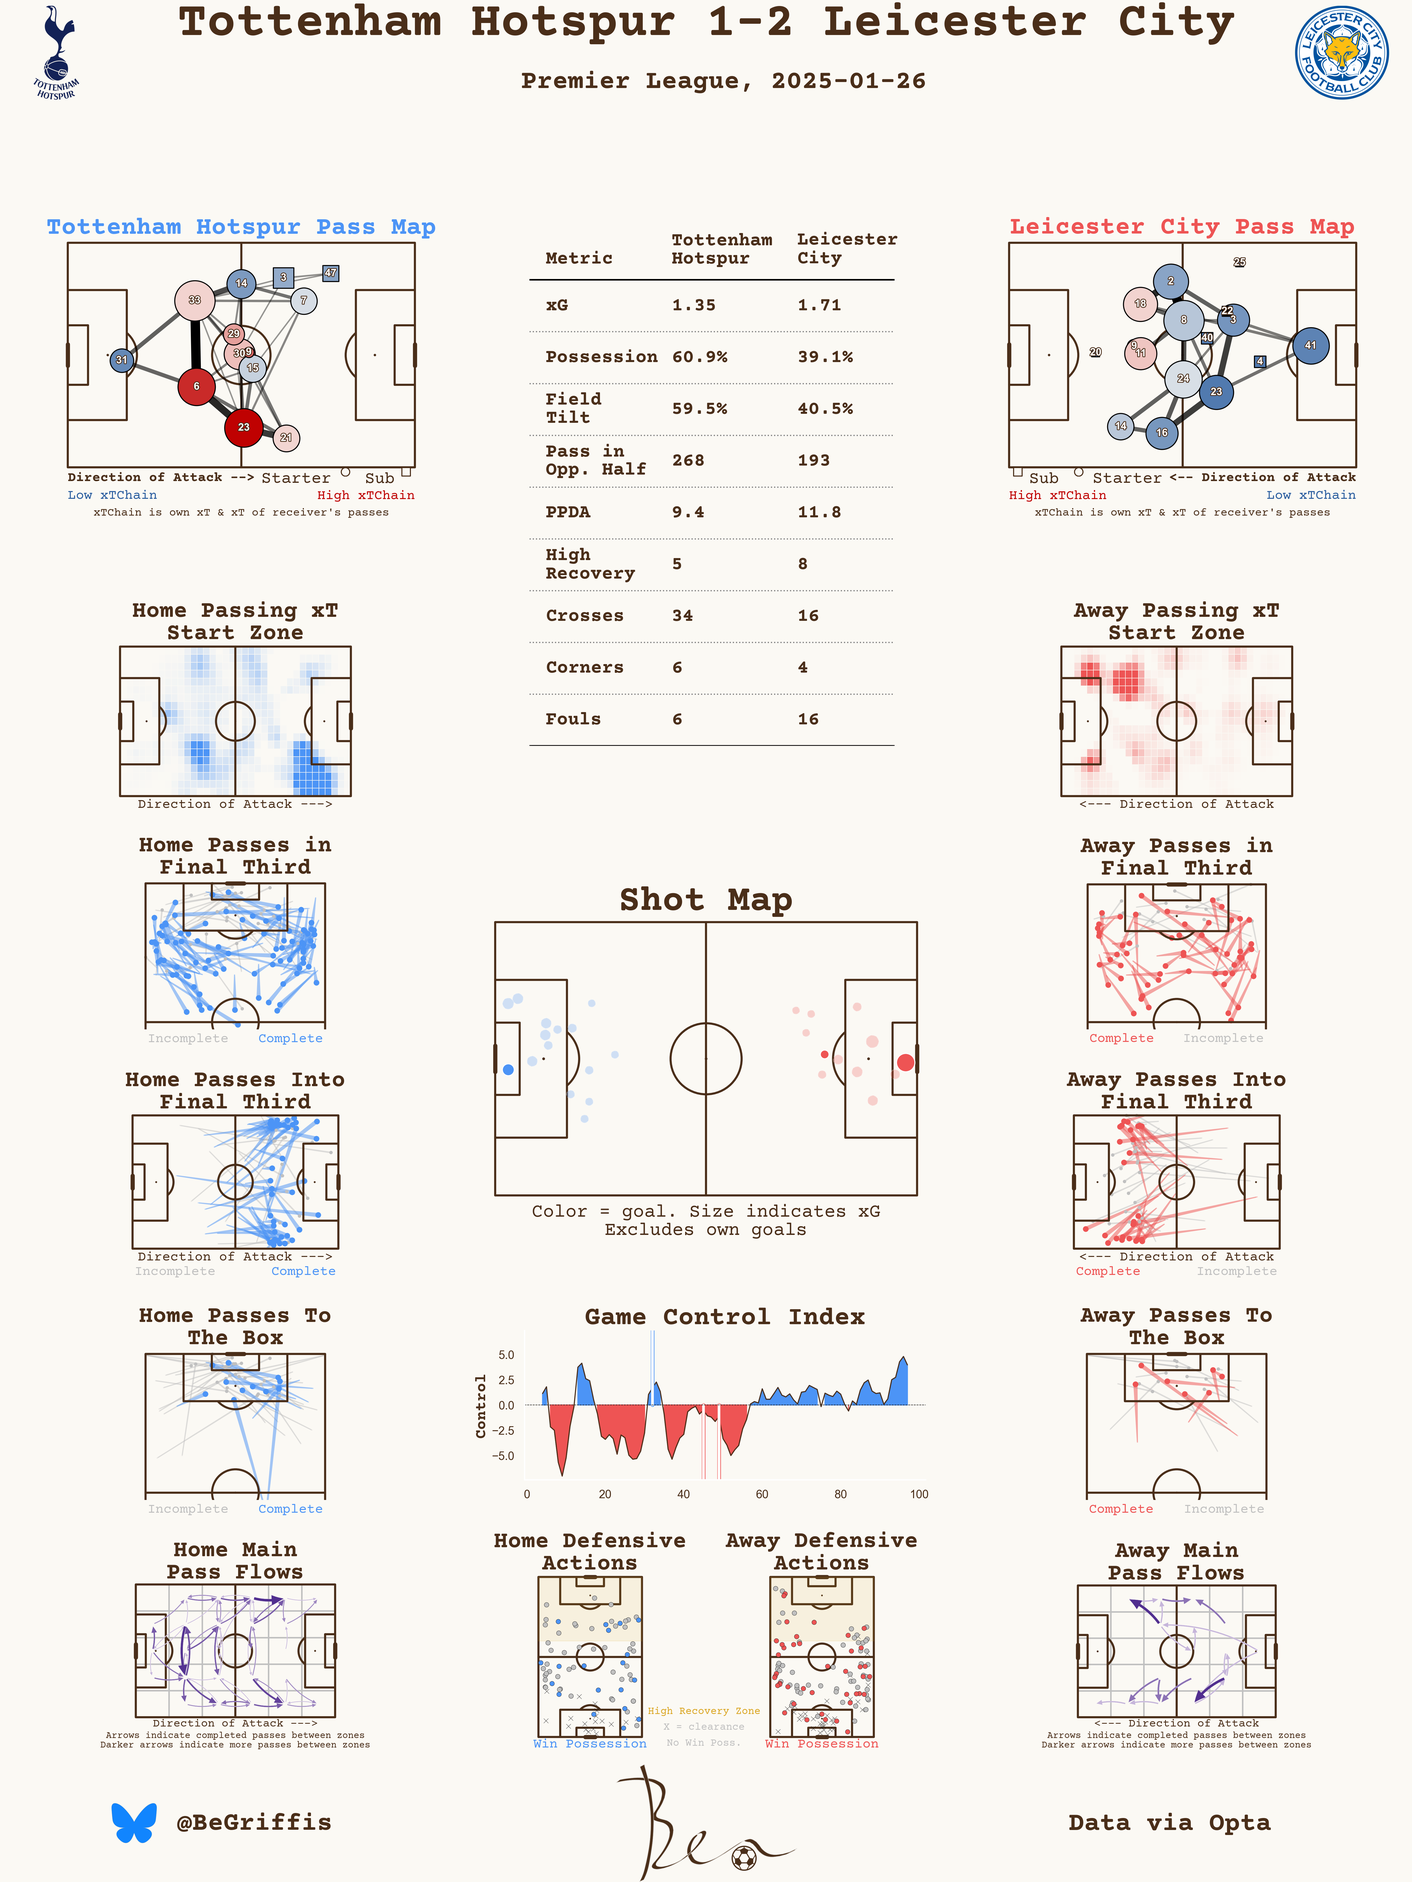 Tottenham Hotspur 1-2 Leicester City
Premier League, 2025-01-26
TOTTENHAM
HOTSPUR
LEICESTER CITY
FOOTBALL CLUB
Tottenham Hotspur Pass Map
33
14
3
47
7
29
30
9
15
31
6
23
21
Direction of Attack --> Starter Sub
Low xTChain High xTChain
xTChain is own xT & xT of receiver's passes
Metric Tottenham Hotspur Leicester City
xG 1.35 1.71
Possession 60.9% 39.1%
Field Tilt 59.5% 40.5%
Pass in Opp. Half 268 193
PPDA 9.4 11.8
High Recovery 5 8
Crosses 34 16
Corners 6 4
Fouls 6 16
Leicester City Pass Map
25
2
18
8
22
3
40
41
20
9
11
4
24
23
14
16
Sub Starter <-- Direction of Attack
High xTChain Low xTChain
xTChain is own xT & xT of receiver's passes
Home Passing xT
Start Zone
Direction of Attack --->
Away Passing xT
Start Zone
<--- Direction of Attack
Home Passes in
Final Third
Incomplete Complete
Away Passes in
Final Third
Complete Incomplete
Shot Map
Color = goal. Size indicates xG
Excludes own goals
Home Passes Into
Final Third
Direction of Attack --->
Incomplete Complete
Away Passes Into
Final Third
<--- Direction of Attack
Complete Incomplete
Home Passes To
The Box
Incomplete Complete
Game Control Index
Control
5.0
2.5
0.0
−2.5
−5.0
0 20 40 60 80 100
Away Passes To
The Box
Complete Incomplete
Home Main
Pass Flows
Direction of Attack --->
Arrows indicate completed passes between zones
Darker arrows indicate more passes between zones
Home Defensive
Actions
Win Possession
Away Defensive
Actions
Win Possession
High Recovery Zone
X = clearance
No Win Poss.
Away Main
Pass Flows
<--- Direction of Attack
Arrows indicate completed passes between zones
Darker arrows indicate more passes between zones
@BeGriffis
Ben
Data via Opta